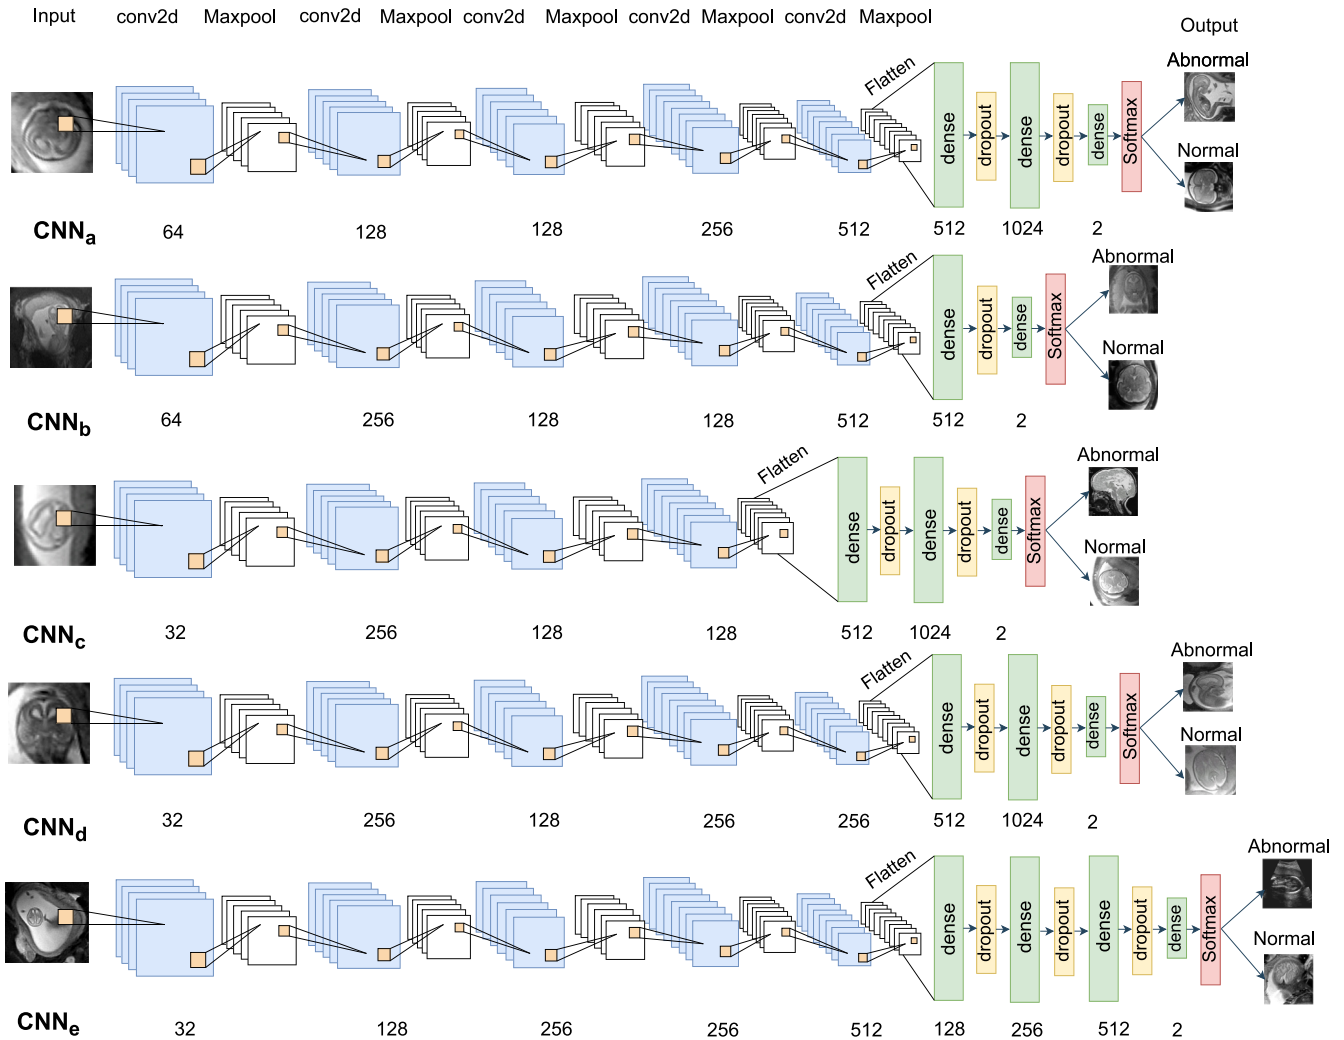 Input conv2d Maxpool conv2d Maxpool conv2d Maxpool conv2d Maxpool conv2d Maxpool Output
Flatten dense dropout dense dropout dense Softmax Abnormal Normal
CNNa 64 128 128 256 512 512 1024 2
Flatten dense dropout dense Softmax Abnormal Normal
CNNb 64 256 128 128 512 512 2
Flatten dense dropout dense dropout dense Softmax Abnormal Normal
CNNc 32 256 128 128 512 1024 2
Flatten dense dropout dense dropout dense Softmax Abnormal Normal
CNNd 32 256 128 256 256 512 1024 2
Flatten dense dropout dense dropout dense dropout dense Softmax Abnormal Normal
CNNe 32 128 256 256 512 128 256 512 2